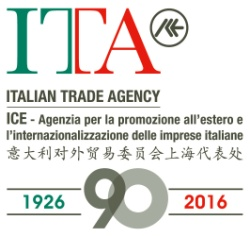 ITA ICE
ITALIAN TRADE AGENCY
ICE - Agenzia per la promozione all'estero e
l'internazionalizzazione delle imprese italiane
意大利对外贸易委员会上海代表处
1926 90 2016